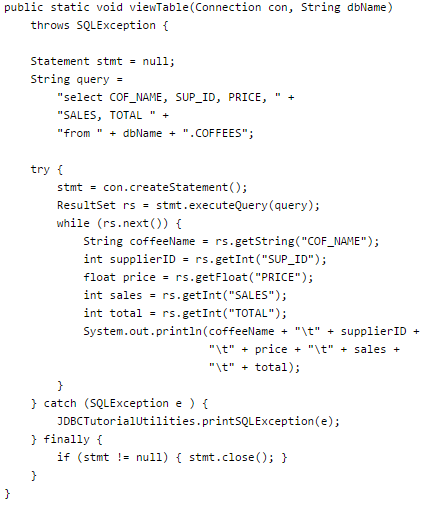 public static void viewTable(Connection con, String dbName)
    throws SQLException {

    Statement stmt = null;
    String query =
        "select COF_NAME, SUP_ID, PRICE, " +
        "SALES, TOTAL " +
        "from " + dbName + ".COFFEES";

    try {
        stmt = con.createStatement();
        ResultSet rs = stmt.executeQuery(query);
        while (rs.next()) {
            String coffeeName = rs.getString("COF_NAME");
            int supplierID = rs.getInt("SUP_ID");
            float price = rs.getFloat("PRICE");
            int sales = rs.getInt("SALES");
            int total = rs.getInt("TOTAL");
            System.out.println(coffeeName + "\t" + supplierID +
                               "\t" + price + "\t" + sales +
                               "\t" + total);
        }
    } catch (SQLException e ) {
        JDBCTutorialUtilities.printSQLException(e);
    } finally {
        if (stmt != null) { stmt.close(); }
    }
}